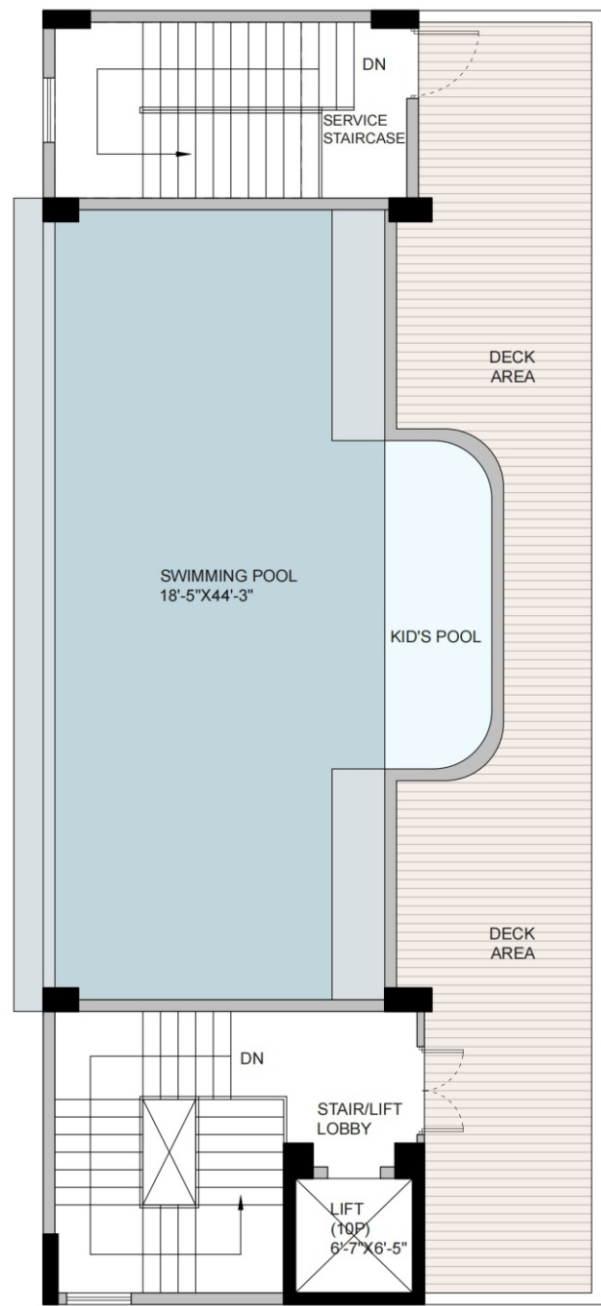 DN
SERVICE
STAIRCASE
DECK
AREA
SWIMMING POOL
18'-5"X44'-3"
KID'S POOL
DECK
AREA
DN
STAIR/LIFT
LOBBY
LIFT
(10P)
6'-7"X6'-5"